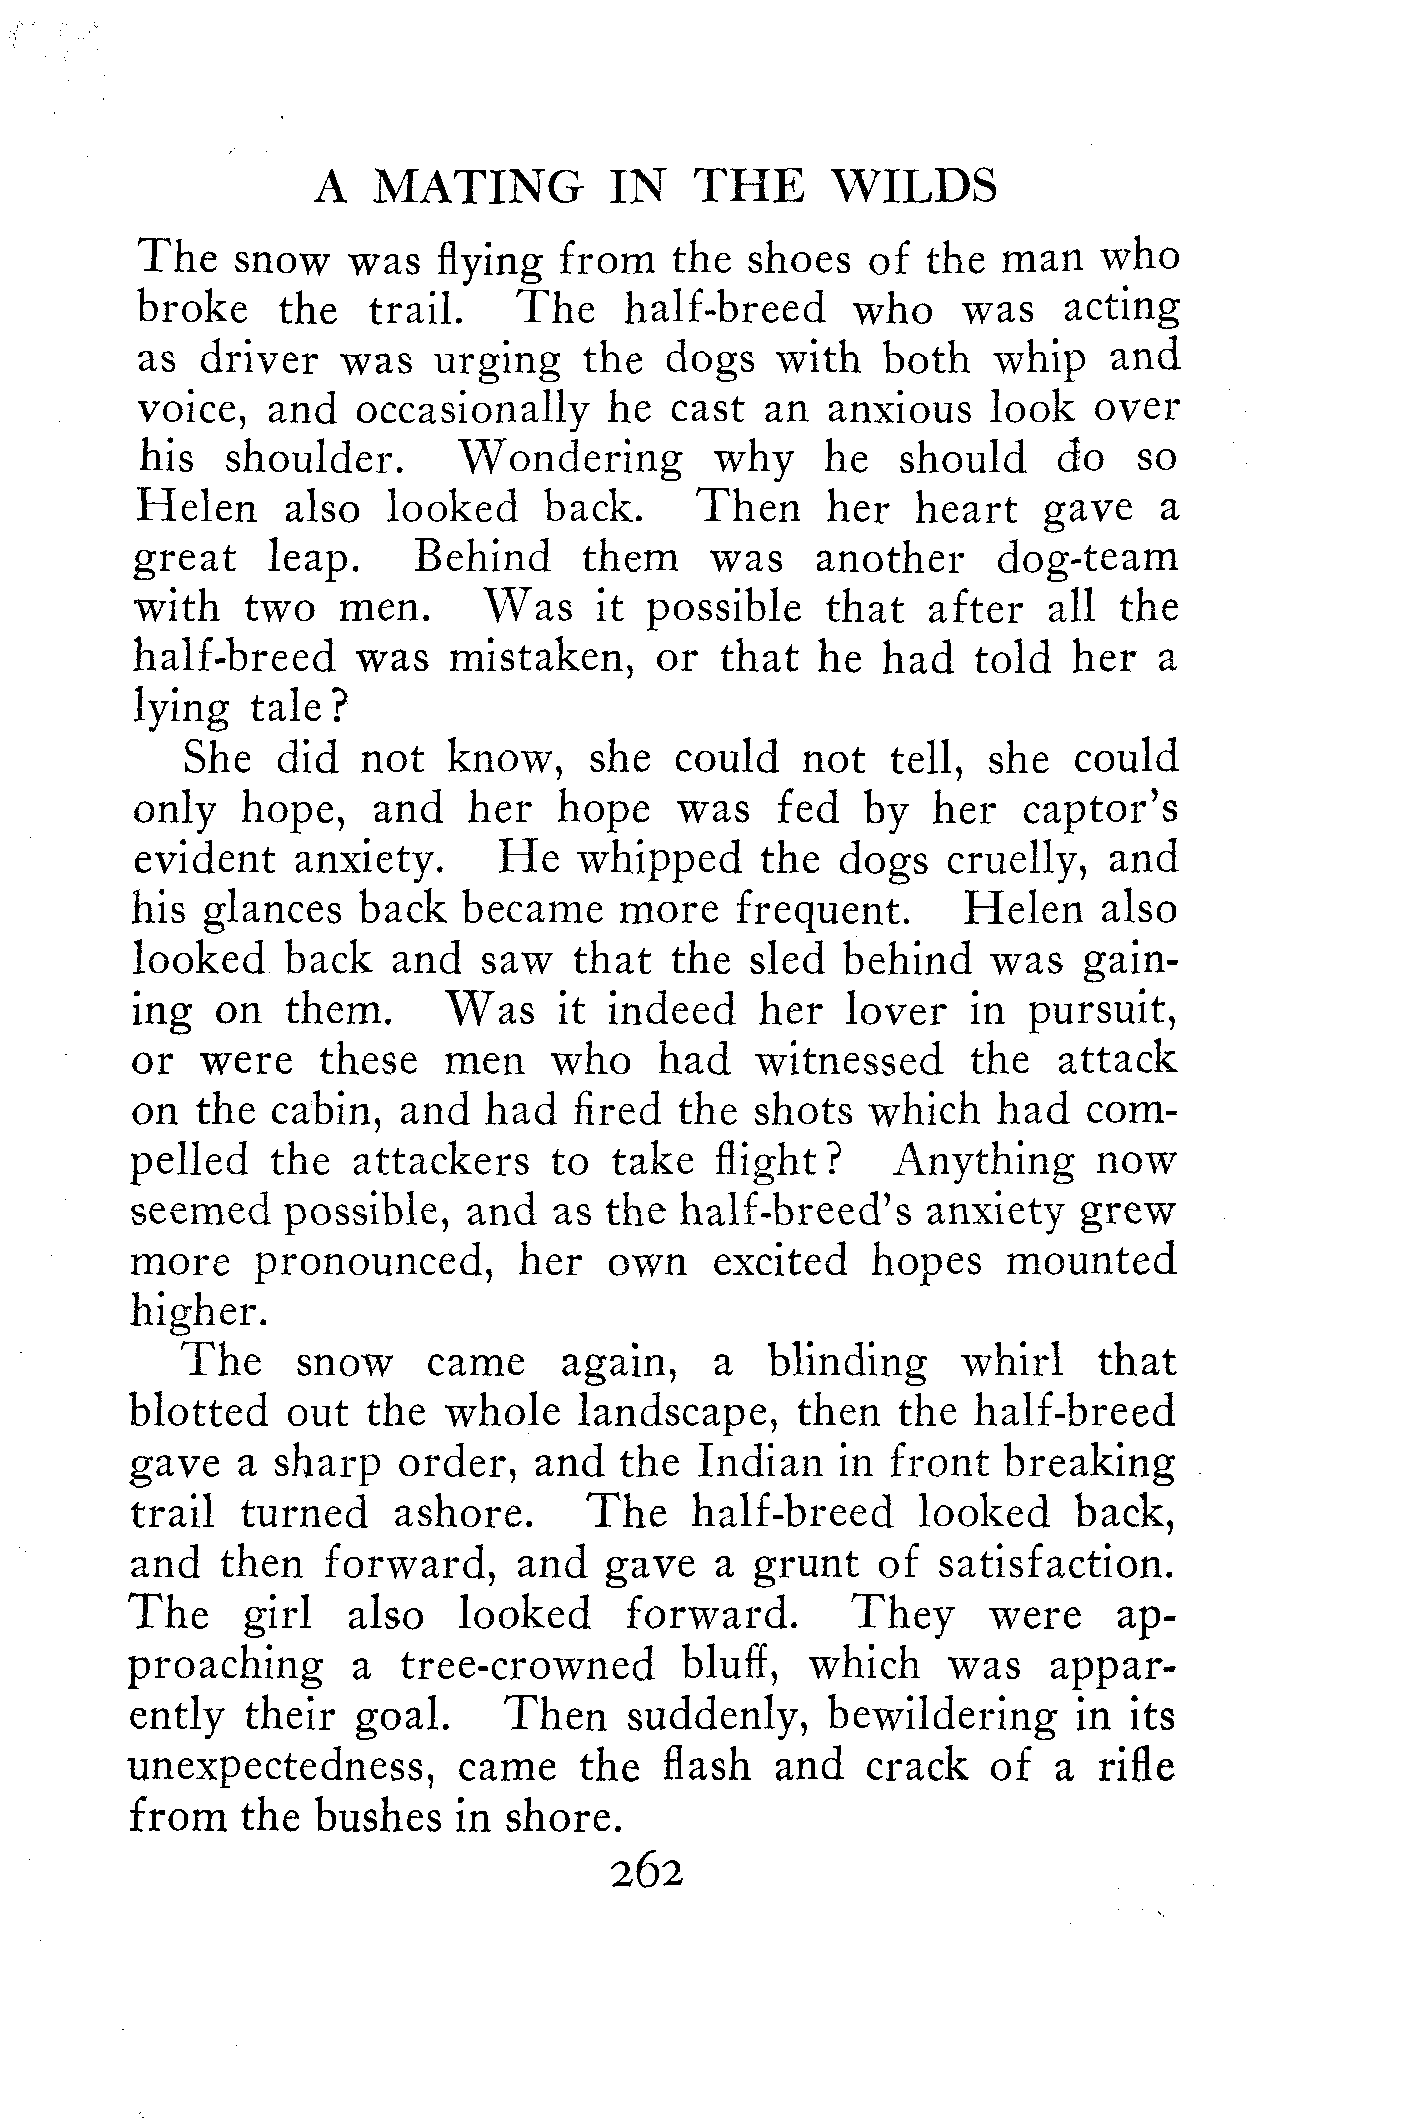 A MATING IN THE WILDS
The snow was flying from the shoes of the man who
broke the trail. The half-breed who was acting
as driver was urging the dogs with both whip and
voice, and occasionally he cast an anxious look over
his shoulder. Wondering why he should do so
Helen also looked back. Then her heart gave a
great leap. Behind them was another dog-team
with two men. Was it possible that after all the
half-breed was mistaken, or that he had told her a
lying tale?
She did not know, she could not tell, she could
only hope, and her hope was fed by her captor's
evident anxiety. He whipped the dogs cruelly, and
his glances back became more frequent. Helen also
looked back and saw that the sled behind was gain-
ing on them. Was it indeed her lover in pursuit,
or were these men who had witnessed the attack
on the cabin, and had fired the shots which had com-
pelled the attackers to take flight? Anything now
seemed possible, and as the half-breed's anxiety grew
more pronounced, her own excited hopes mounted
higher.
The snow came again, a blinding whirl that
blotted out the whole landscape, then the half-breed
gave a sharp order, and the Indian in front breaking
trail turned ashore. The half-breed looked back,
and then forward, and gave a grunt of satisfaction.
The girl also looked forward. They were ap-
proaching a tree-crowned bluff, which was appar-
ently their goal. Then suddenly, bewildering in its
unexpectedness, came the flash and crack of a rifle
from the bushes in shore.
262